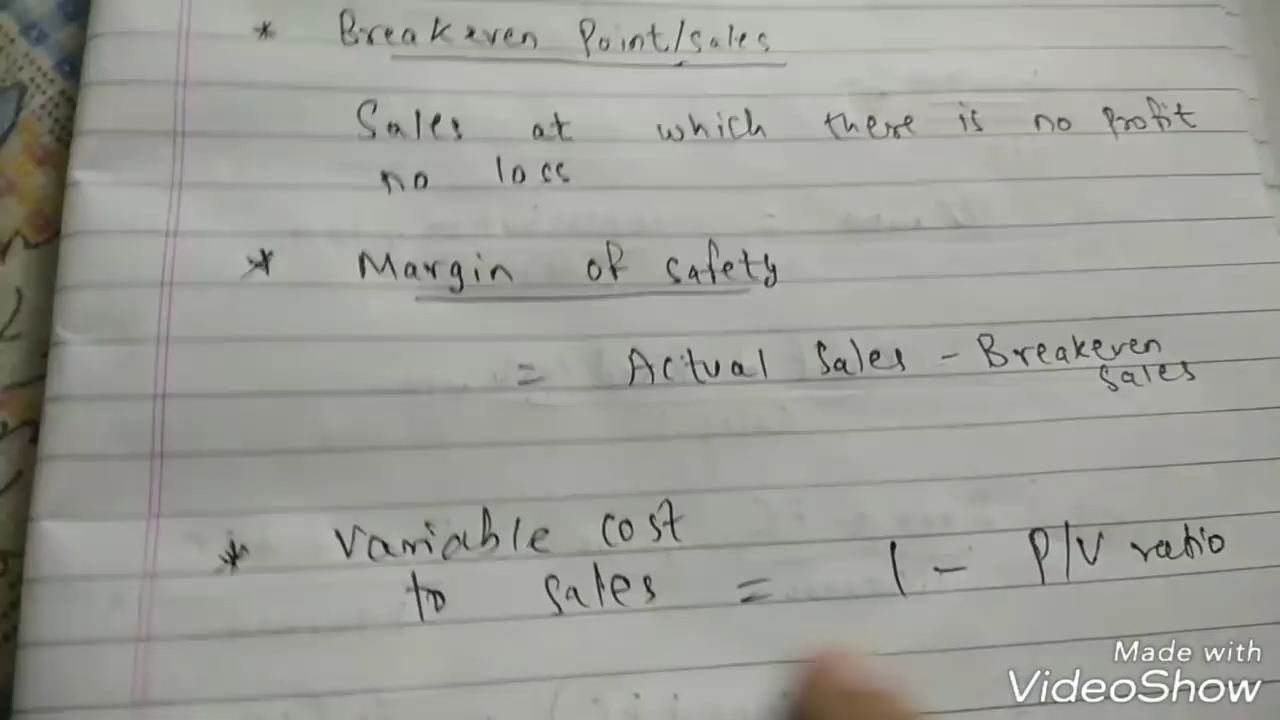 * Breakeven Point/sales
Sales at which there is no Profit
no loss
* Margin of safety
= Actual Sales - Breakeven
sales
* Variable cost
to sales = 1 - P/V ratio
Made with
VideoShow